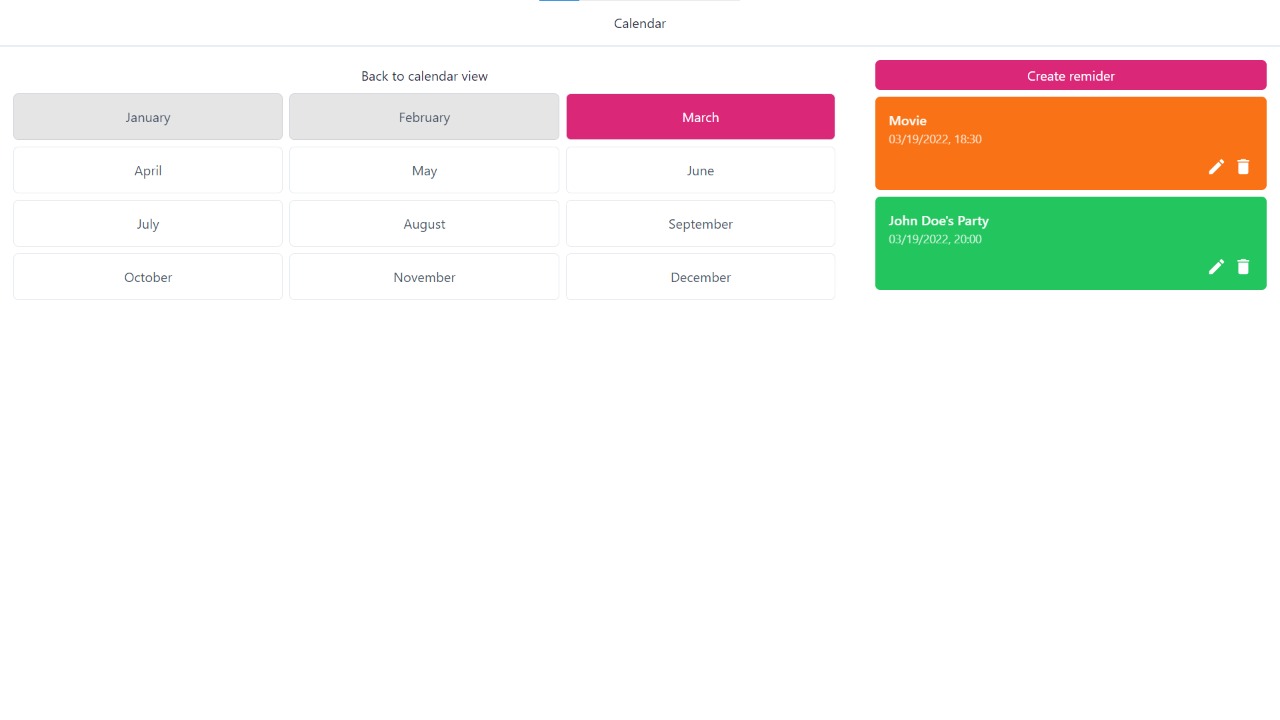 Calendar
Back to calendar view
January
February
March
April
May
June
July
August
September
October
November
December
Create remider
Movie
03/19/2022, 18:30
John Doe's Party
03/19/2022, 20:00